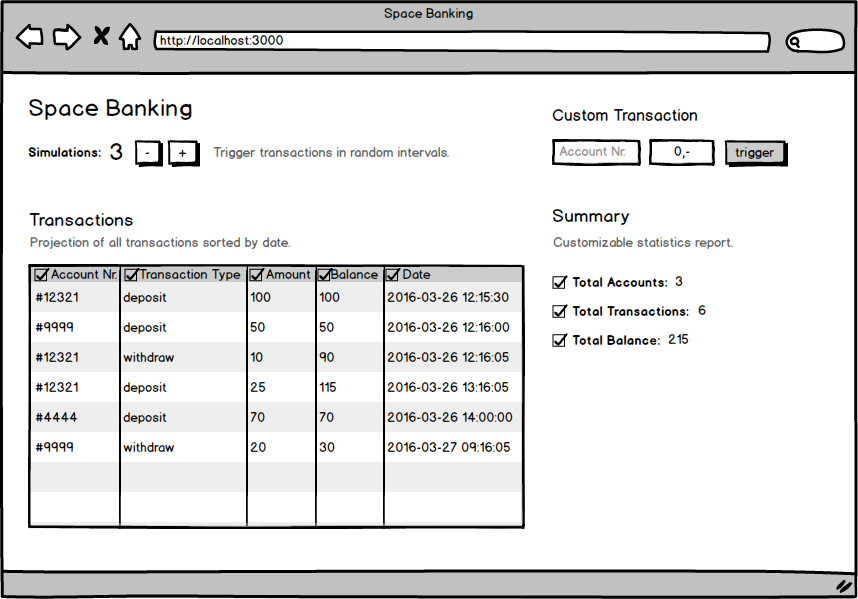 Space Banking
http://localhost:3000
Space Banking
Simulations: 3 - + Trigger transactions in random intervals.
Custom Transaction
Account Nr. 0,- trigger
Transactions
Projection of all transactions sorted by date.
Account Nr. Transaction Type Amount Balance Date
#12321 deposit 100 100 2016-03-26 12:15:30
#9999 deposit 50 50 2016-03-26 12:16:00
#12321 withdraw 10 90 2016-03-26 12:16:05
#12321 deposit 25 115 2016-03-26 13:16:05
#4444 deposit 70 70 2016-03-26 14:00:00
#9999 withdraw 20 30 2016-03-27 09:16:05
Summary
Customizable statistics report.
Total Accounts: 3
Total Transactions: 6
Total Balance: 215